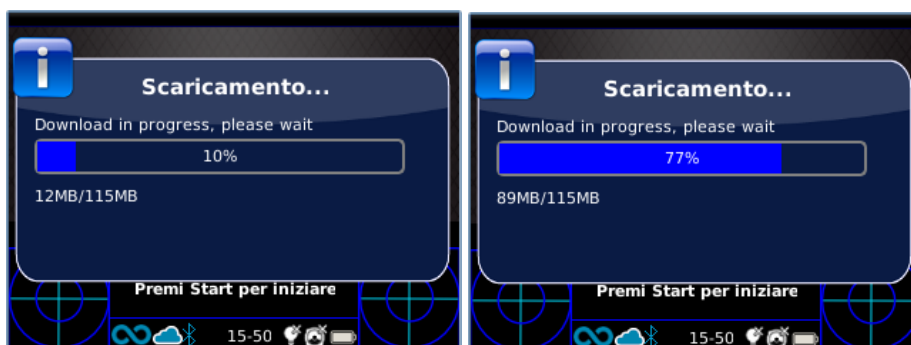 Scaricamento...
Download in progress, please wait
10%
12MB/115MB
Premi Start per iniziare
15-50
Scaricamento...
Download in progress, please wait
77%
89MB/115MB
Premi Start per iniziare
15-50